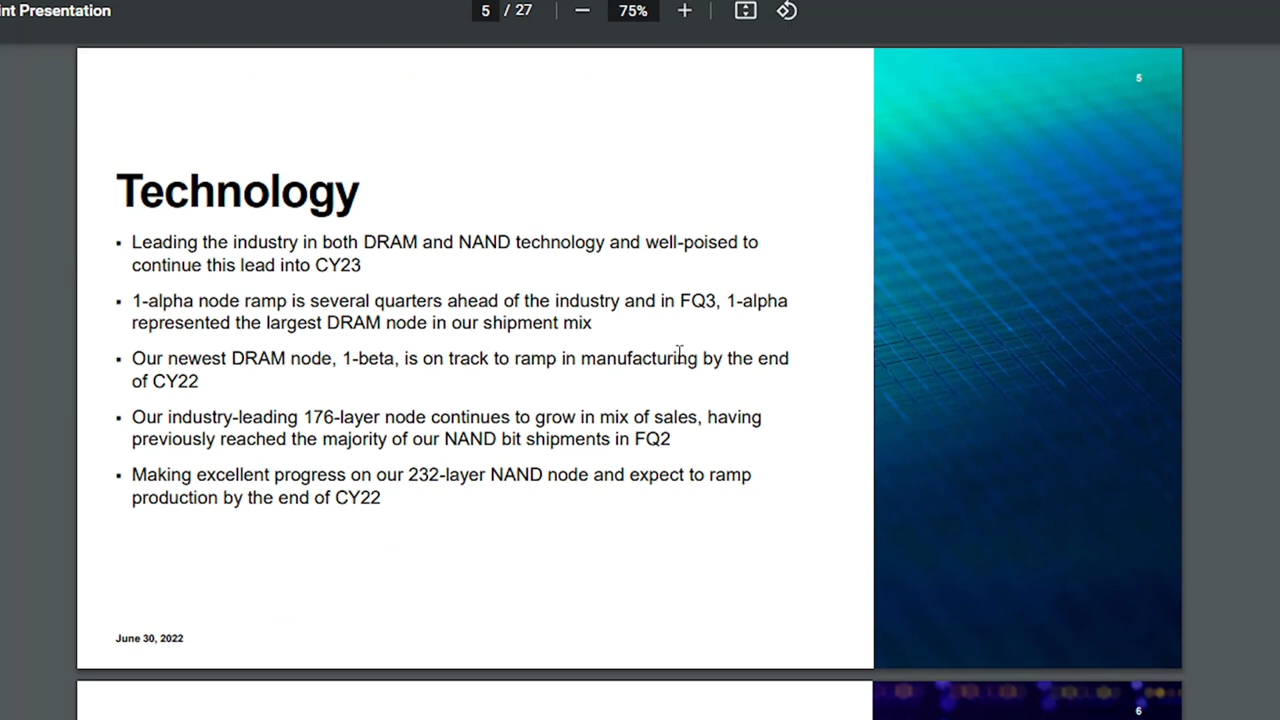 nt Presentation
5 / 27
75%
5
Technology
▪ Leading the industry in both DRAM and NAND technology and well-poised to
continue this lead into CY23
▪ 1-alpha node ramp is several quarters ahead of the industry and in FQ3, 1-alpha
represented the largest DRAM node in our shipment mix
▪ Our newest DRAM node, 1-beta, is on track to ramp in manufacturing by the end
of CY22
▪ Our industry-leading 176-layer node continues to grow in mix of sales, having
previously reached the majority of our NAND bit shipments in FQ2
▪ Making excellent progress on our 232-layer NAND node and expect to ramp
production by the end of CY22
June 30, 2022
6